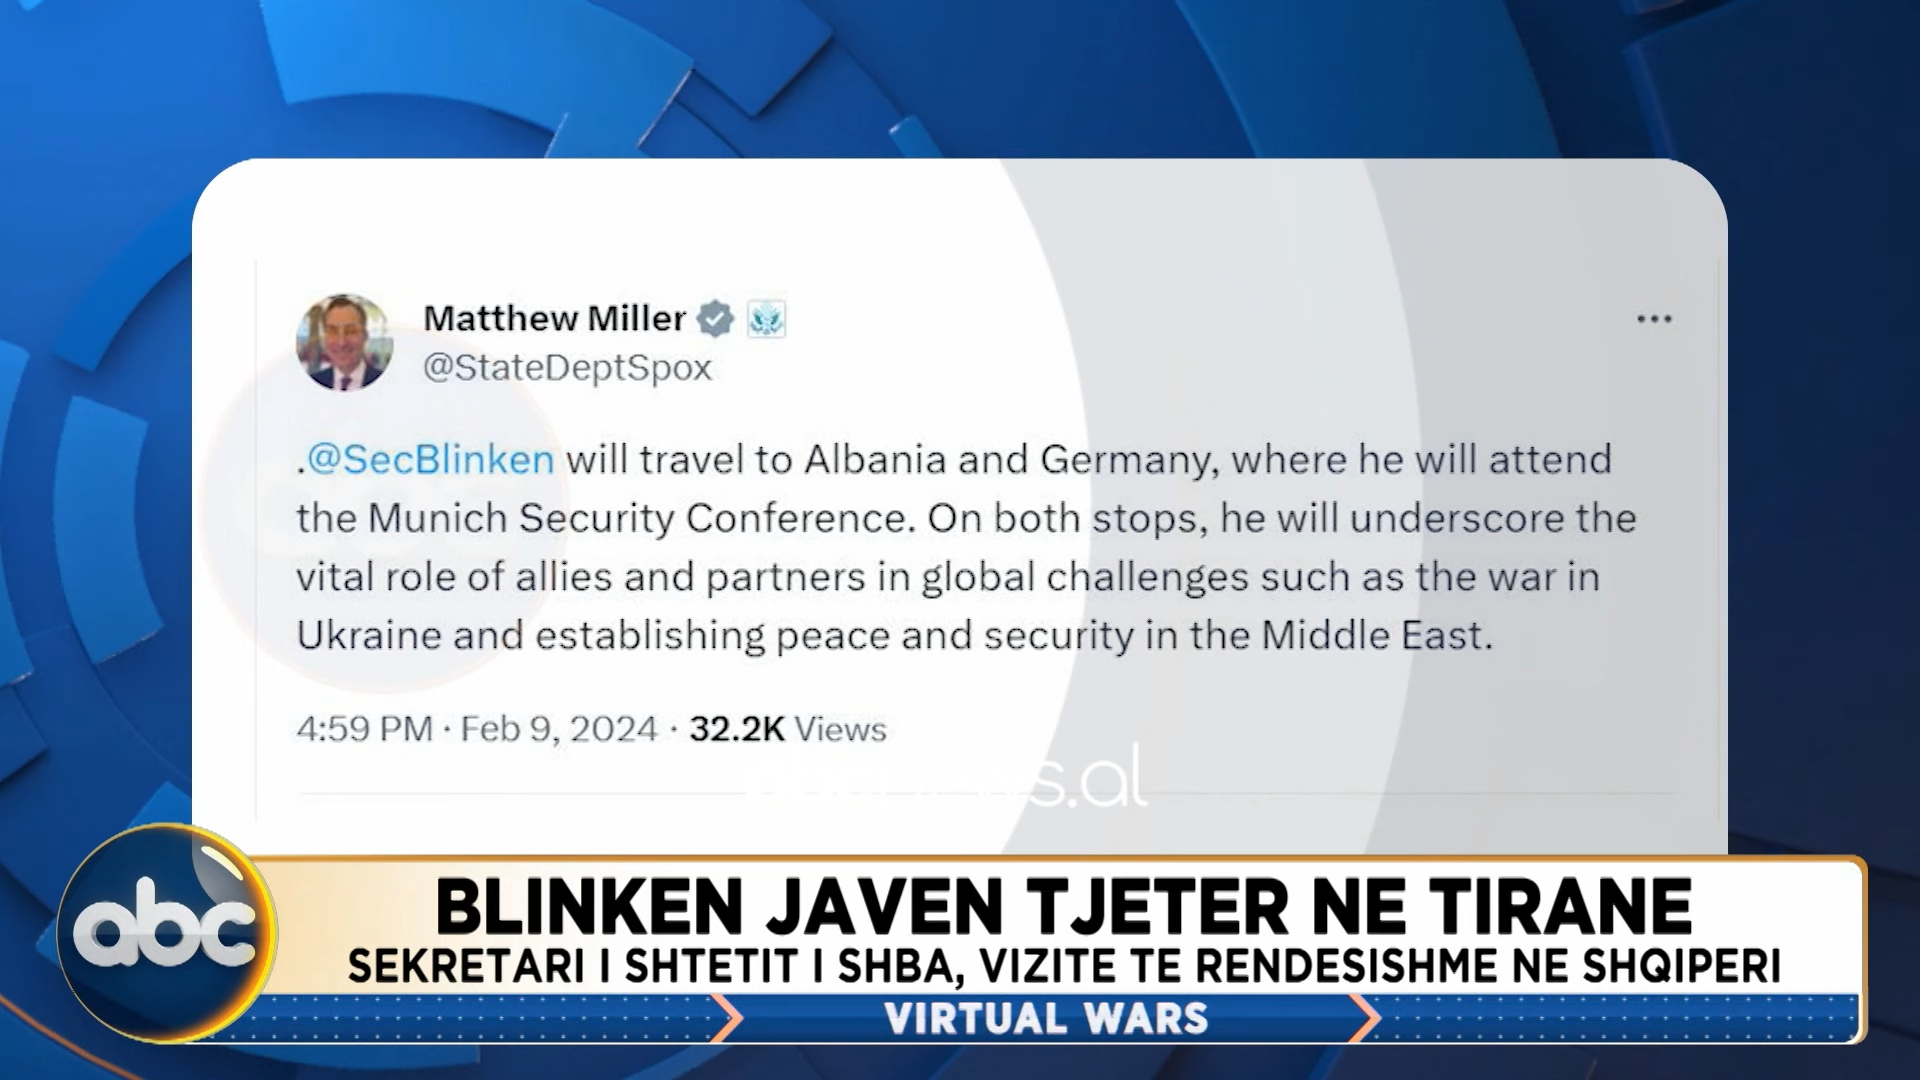 Matthew Miller
@StateDeptSpox
.@SecBlinken will travel to Albania and Germany, where he will attend
the Munich Security Conference. On both stops, he will underscore the
vital role of allies and partners in global challenges such as the war in
Ukraine and establishing peace and security in the Middle East.
4:59 PM · Feb 9, 2024 · 32.2K Views
abcnews.al
abc
BLINKEN JAVEN TJETER NE TIRANE
SEKRETARI I SHTETIT I SHBA, VIZITE TE RENDESISHME NE SHQIPERI
VIRTUAL WARS